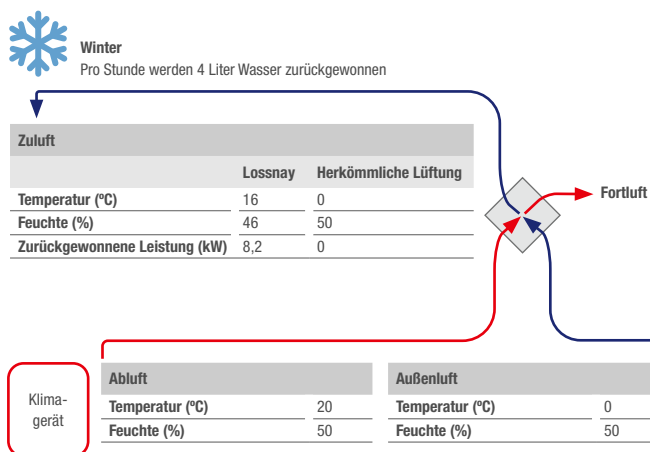 Winter
Pro Stunde werden 4 Liter Wasser zurückgewonnen
Zuluft
Lossnay Herkömmliche Lüftung
Temperatur (ºC) 16 0
Feuchte (%) 46 50
Zurückgewonnene Leistung (kW) 8,2 0
Fortluft
Klima-
gerät
Abluft
Temperatur (ºC) 20
Feuchte (%) 50
Außenluft
Temperatur (ºC) 0
Feuchte (%) 50